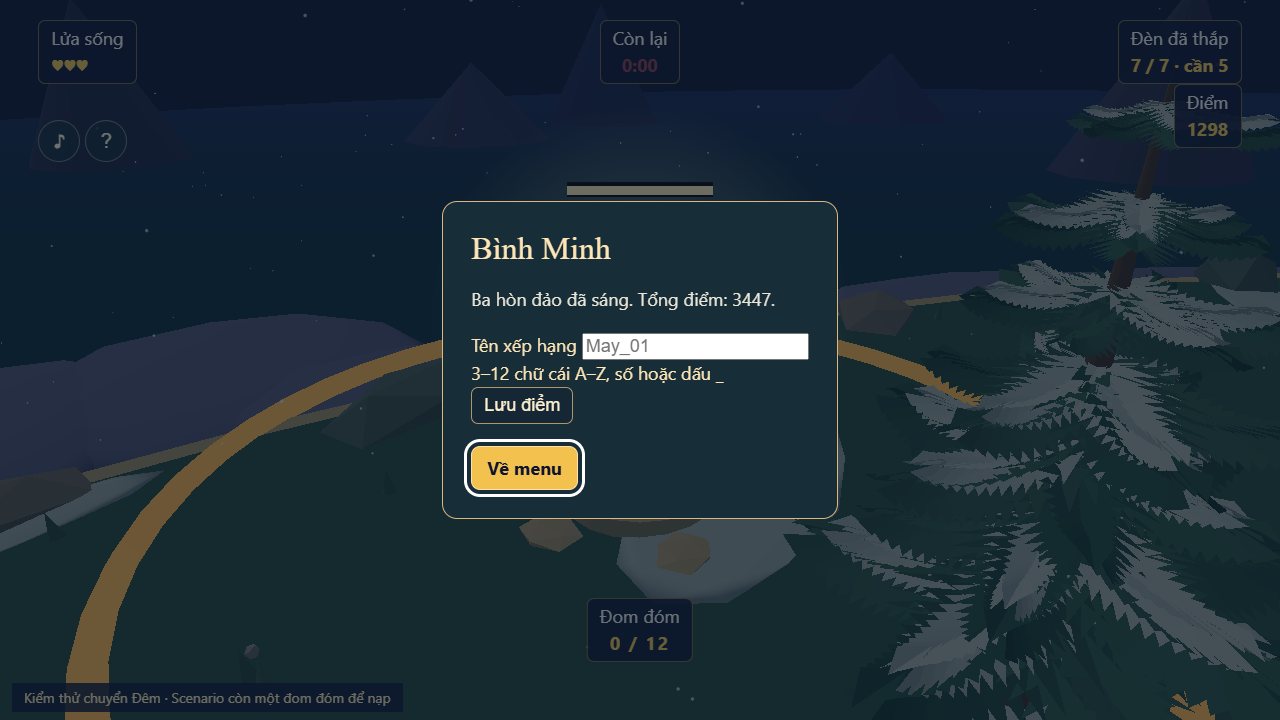 Lửa sống
Còn lại
0:00
Đèn đã thắp
7 / 7 · cần 5
Điểm
1298
♪
?
Bình Minh
Ba hòn đảo đã sáng. Tổng điểm: 3447.
Tên xếp hạng May_01
3–12 chữ cái A–Z, số hoặc dấu _
Lưu điểm
Về menu
Đom đóm
0 / 12
Kiểm thử chuyển Đêm · Scenario còn một đom đóm để nạp